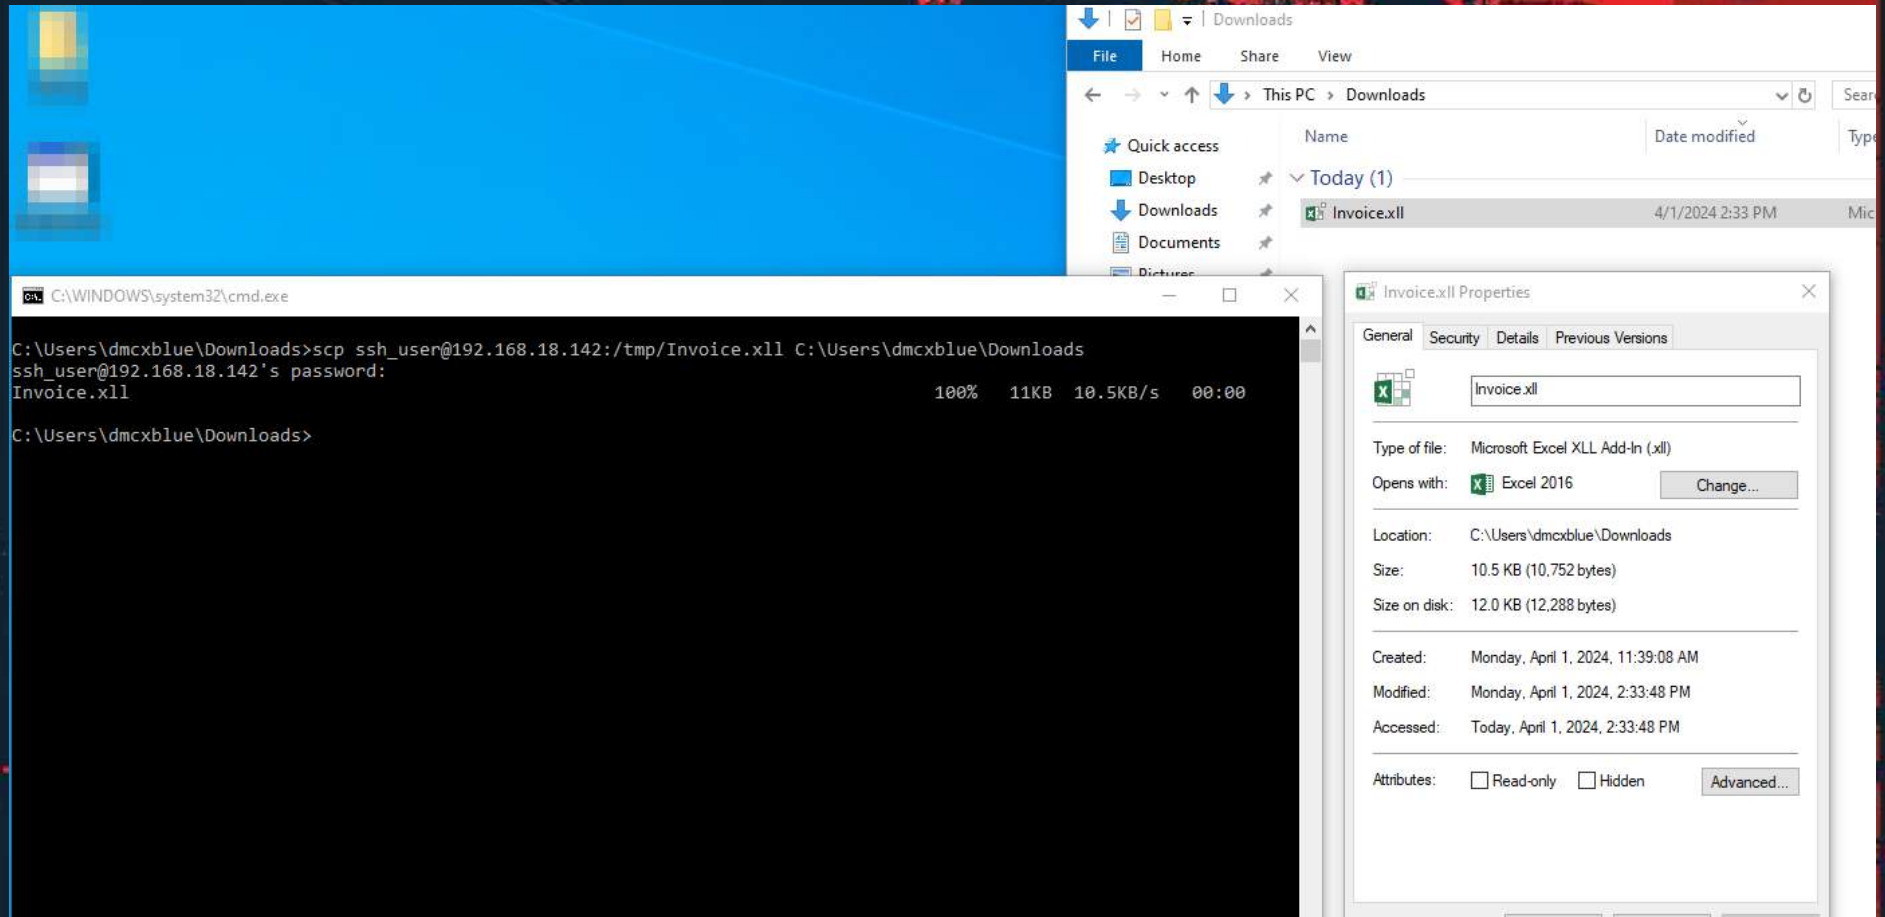 Downloads
File Home Share View
This PC > Downloads
Name Date modified
Quick access
Today (1)
Desktop
Invoice.xll 4/1/2024 2:33 PM
Downloads
Documents
Pictures
C:\WINDOWS\system32\cmd.exe
C:\Users\dmcxblue\Downloads>scp ssh_user@192.168.18.142:/tmp/Invoice.xll C:\Users\dmcxblue\Downloads
ssh_user@192.168.18.142's password:
Invoice.xll 100% 11KB 10.5KB/s 00:00
C:\Users\dmcxblue\Downloads>
Invoice.xll Properties
General Security Details Previous Versions
Invoice.xll
Type of file: Microsoft Excel XLL Add-In (.xll)
Opens with: Excel 2016 Change...
Location: C:\Users\dmcxblue\Downloads
Size: 10.5 KB (10,752 bytes)
Size on disk: 12.0 KB (12,288 bytes)
Created: Monday, April 1, 2024, 11:39:08 AM
Modified: Monday, April 1, 2024, 2:33:48 PM
Accessed: Today, April 1, 2024, 2:33:48 PM
Attributes: Read-only Hidden Advanced...